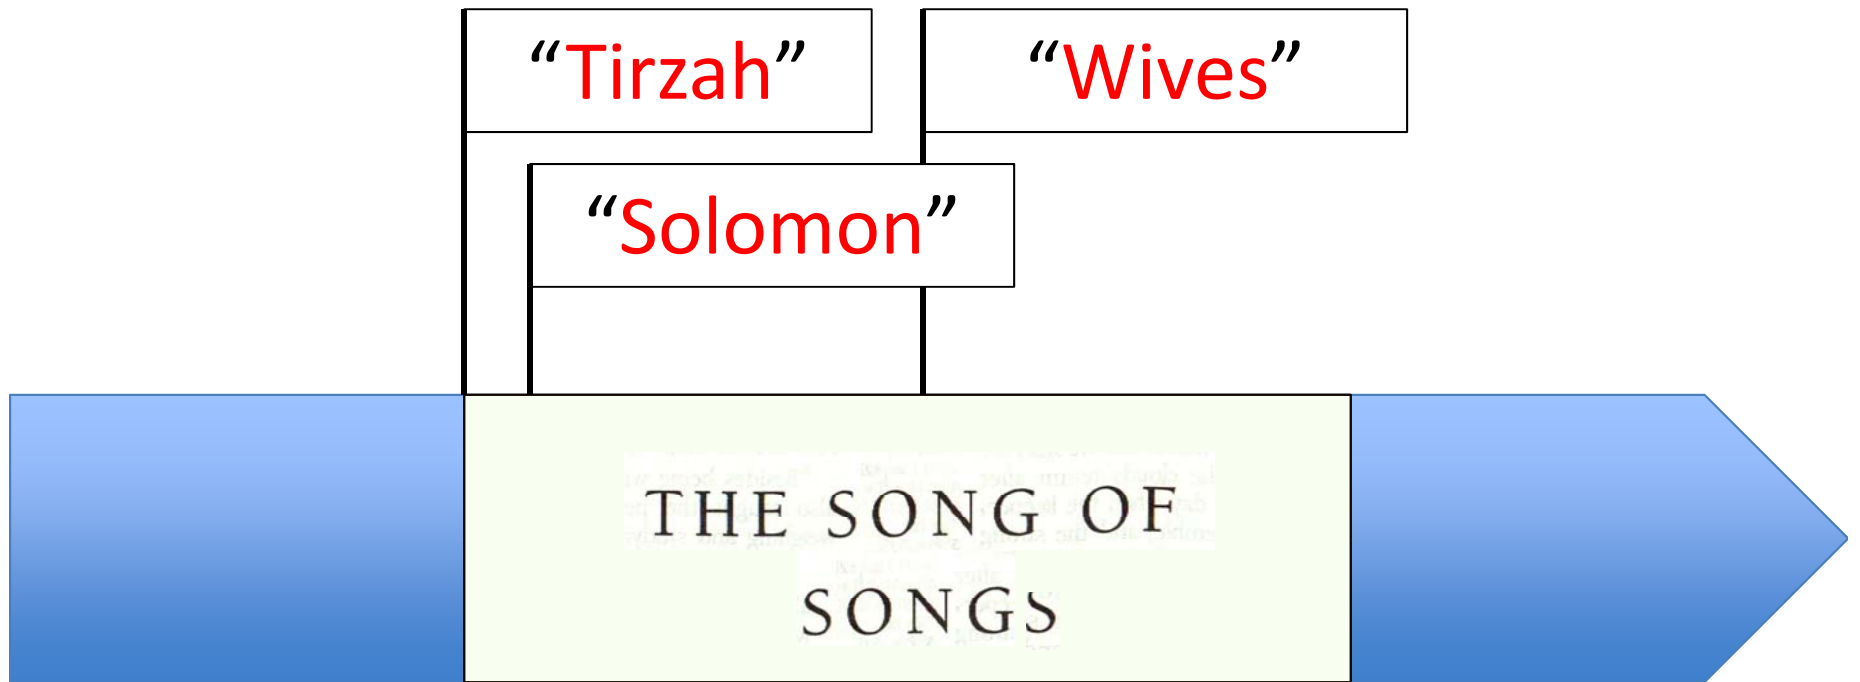 “Tirzah”
“Wives”
“Solomon”
THE SONG OF
SONGS